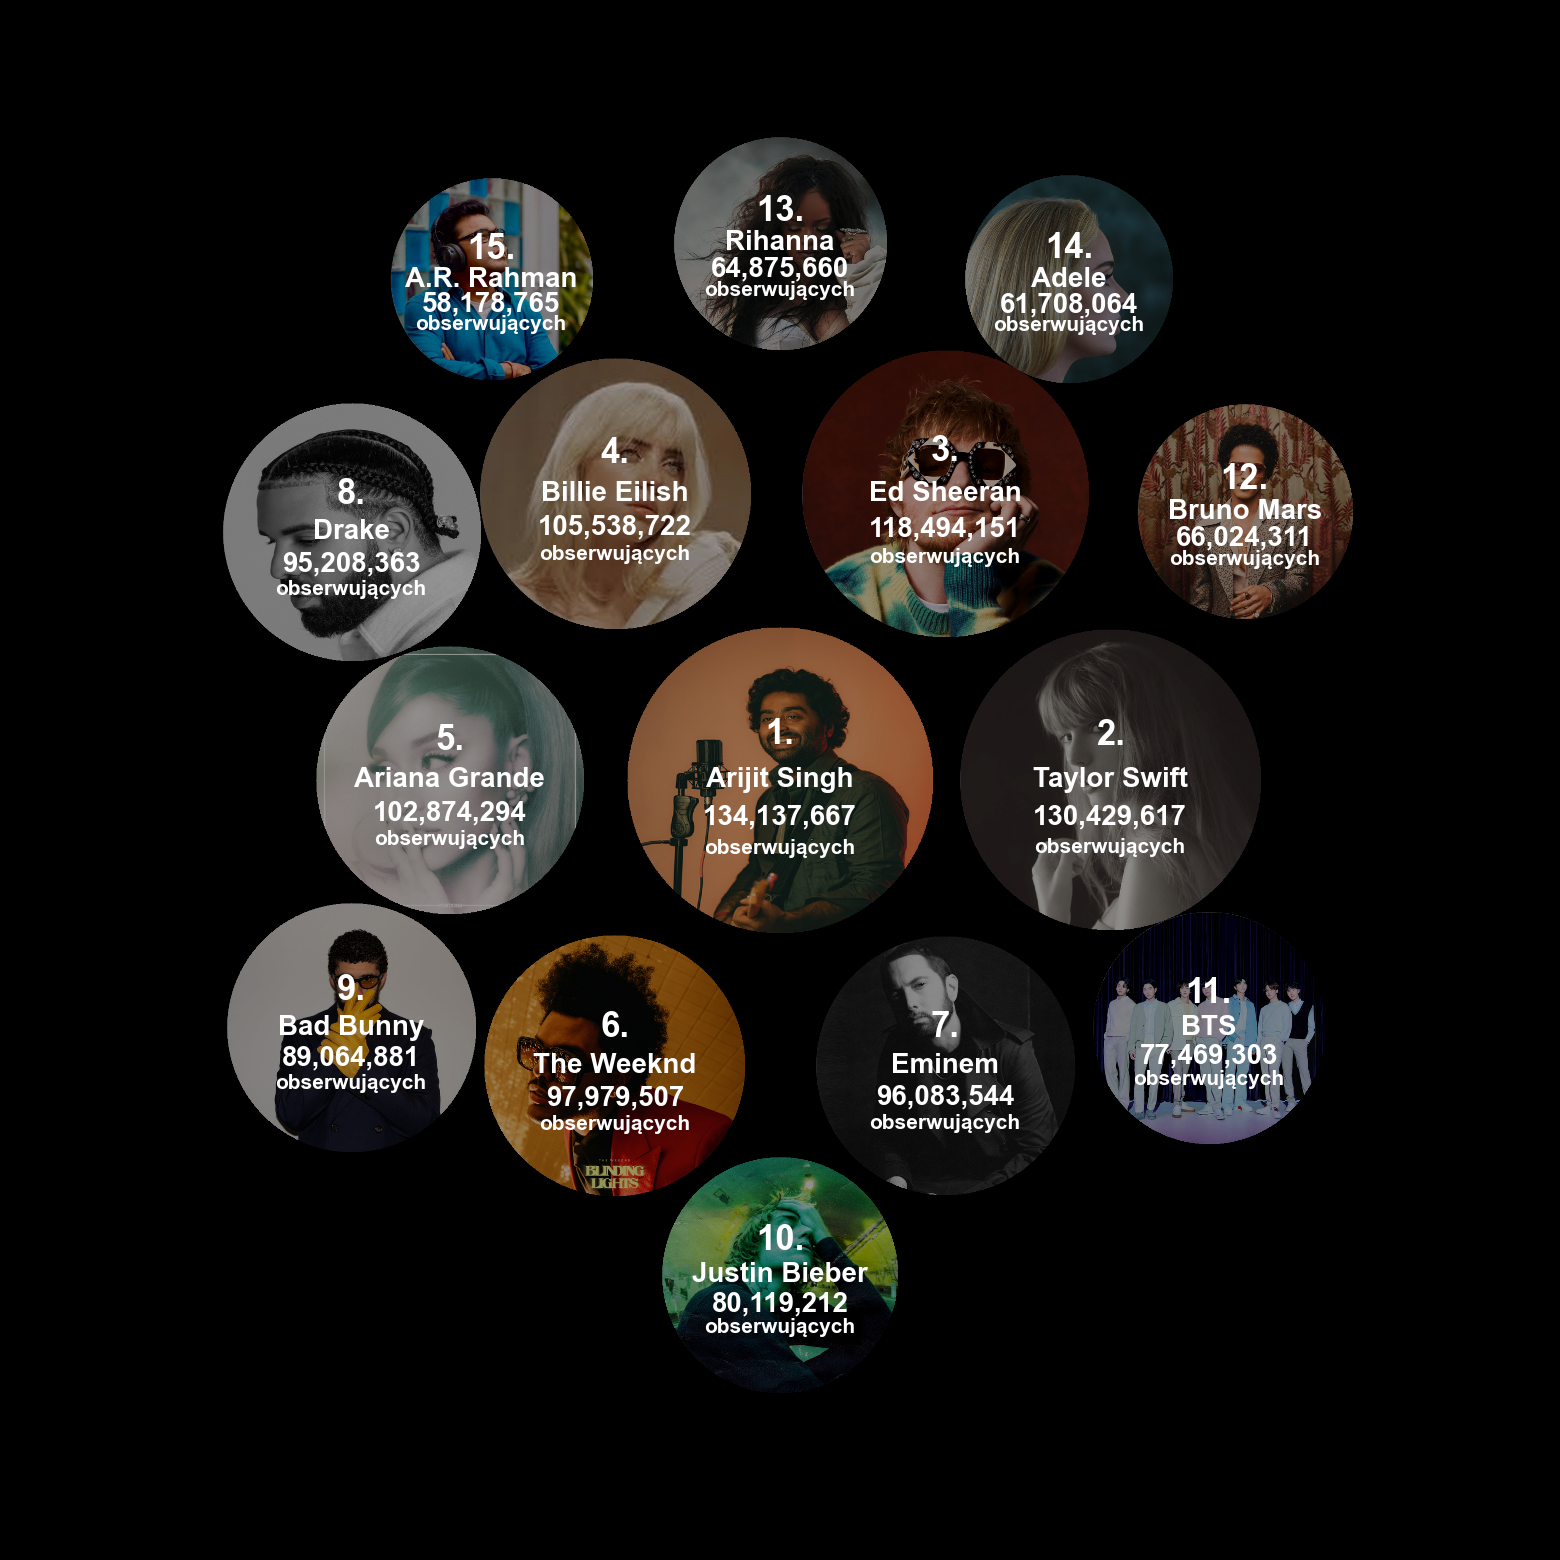 13.
Rihanna
64,875,660
obserwujących
15.
A.R. Rahman
58,178,765
obserwujących
14.
Adele
61,708,064
obserwujących
4.
Billie Eilish
105,538,722
obserwujących
3.
Ed Sheeran
118,494,151
obserwujących
8.
Drake
95,208,363
obserwujących
12.
Bruno Mars
66,024,311
obserwujących
5.
Ariana Grande
102,874,294
obserwujących
1.
Arijit Singh
134,137,667
obserwujących
2.
Taylor Swift
130,429,617
obserwujących
9.
Bad Bunny
89,064,881
obserwujących
6.
The Weeknd
97,979,507
obserwujących
THE WEEKND
BLINDING
LIGHTS
7.
Eminem
96,083,544
obserwujących
11.
BTS
77,469,303
obserwujących
10.
Justin Bieber
80,119,212
obserwujących